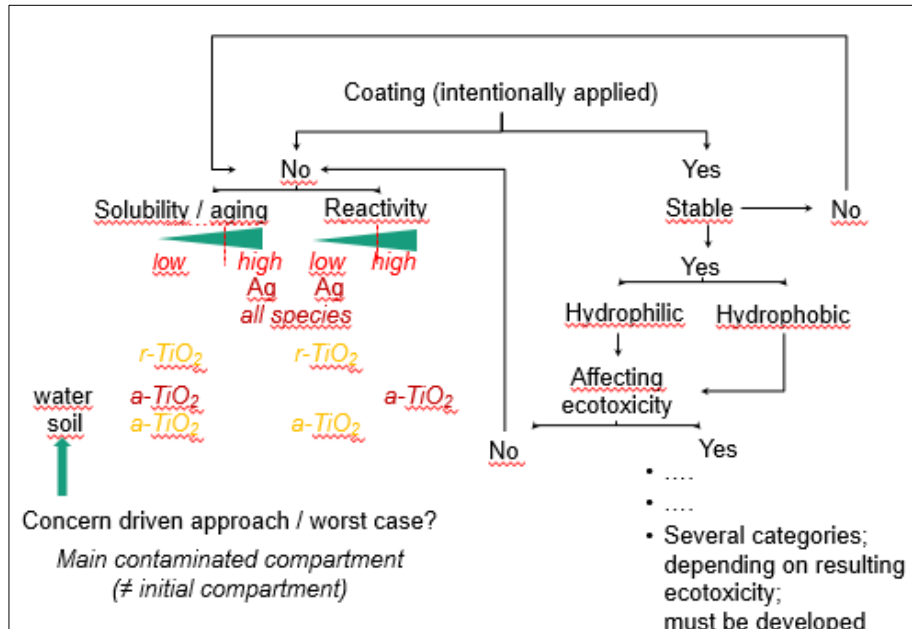 Coating (intentionally applied)
No
Yes
Solubility / aging
Reactivity
Stable
No
low
high
low
high
Yes
Ag
Ag
all species
Hydrophilic
Hydrophobic
r-TiO2
r-TiO2
Affecting
ecotoxicity
water
a-TiO2
a-TiO2
soil
a-TiO2
a-TiO2
No
Yes
• ....
• ....
• Several categories;
depending on resulting
ecotoxicity;
must be developed
Concern driven approach / worst case?
Main contaminated compartment
(≠ initial compartment)